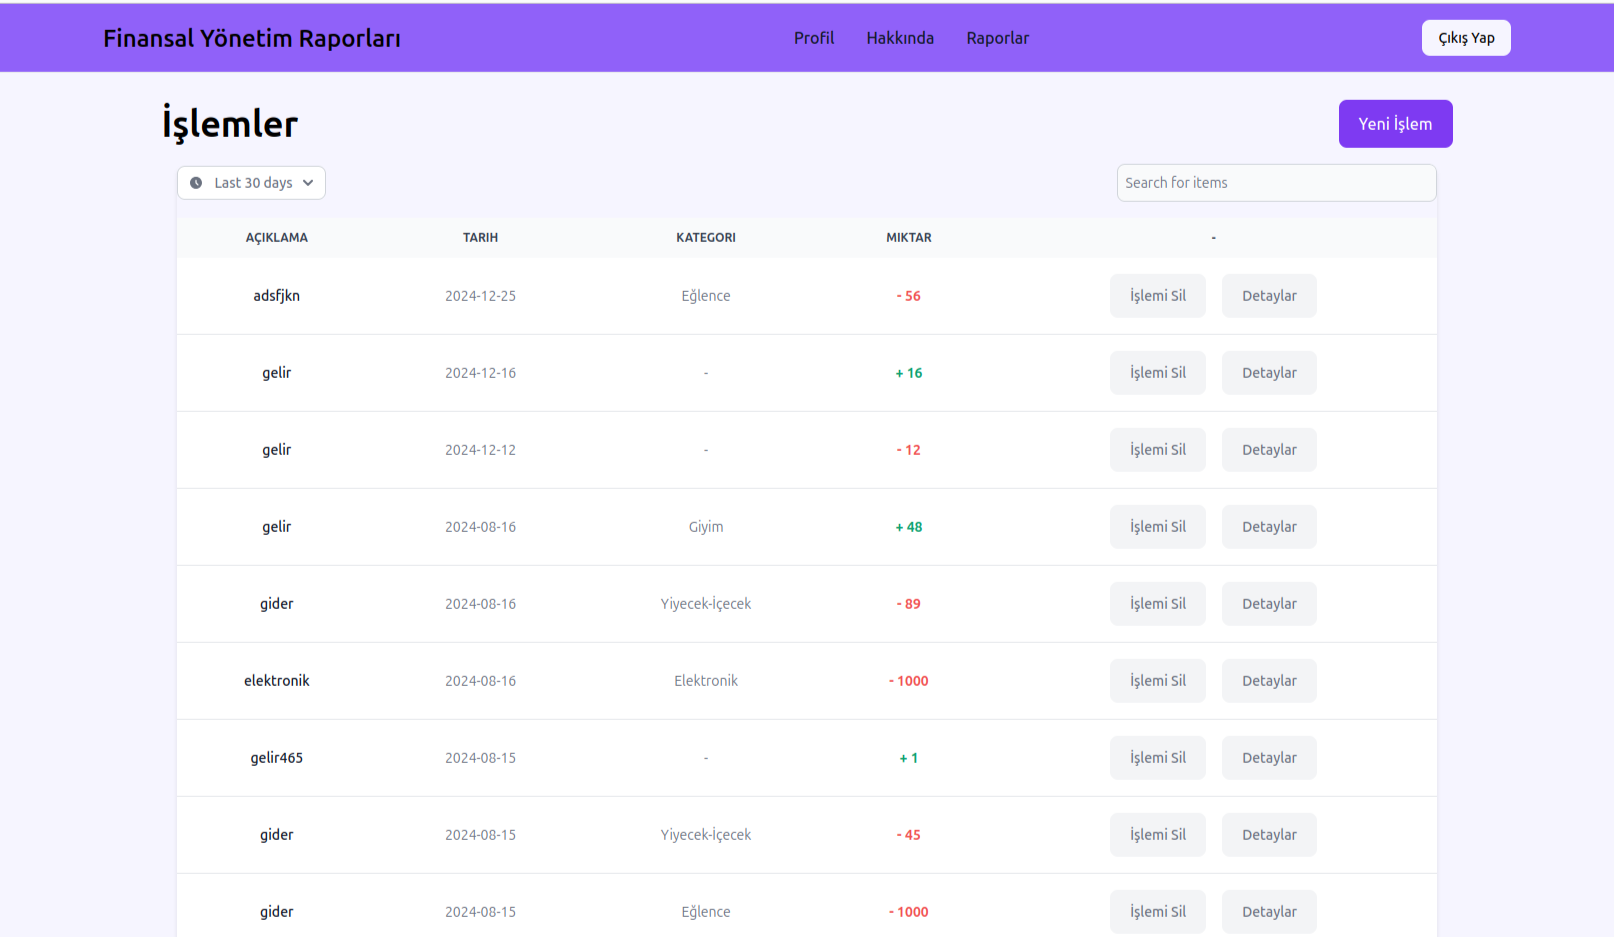 Finansal Yönetim Raporları Profil Hakkında Raporlar Çıkış Yap
İşlemler Yeni İşlem
Last 30 days Search for items
AÇIKLAMA TARIH KATEGORI MIKTAR -
adsfjkn 2024-12-25 Eğlence - 56 İşlemi Sil Detaylar
gelir 2024-12-16 - + 16 İşlemi Sil Detaylar
gelir 2024-12-12 - - 12 İşlemi Sil Detaylar
gelir 2024-08-16 Giyim + 48 İşlemi Sil Detaylar
gider 2024-08-16 Yiyecek-İçecek - 89 İşlemi Sil Detaylar
elektronik 2024-08-16 Elektronik - 1000 İşlemi Sil Detaylar
gelir465 2024-08-15 - + 1 İşlemi Sil Detaylar
gider 2024-08-15 Yiyecek-İçecek - 45 İşlemi Sil Detaylar
gider 2024-08-15 Eğlence - 1000 İşlemi Sil Detaylar